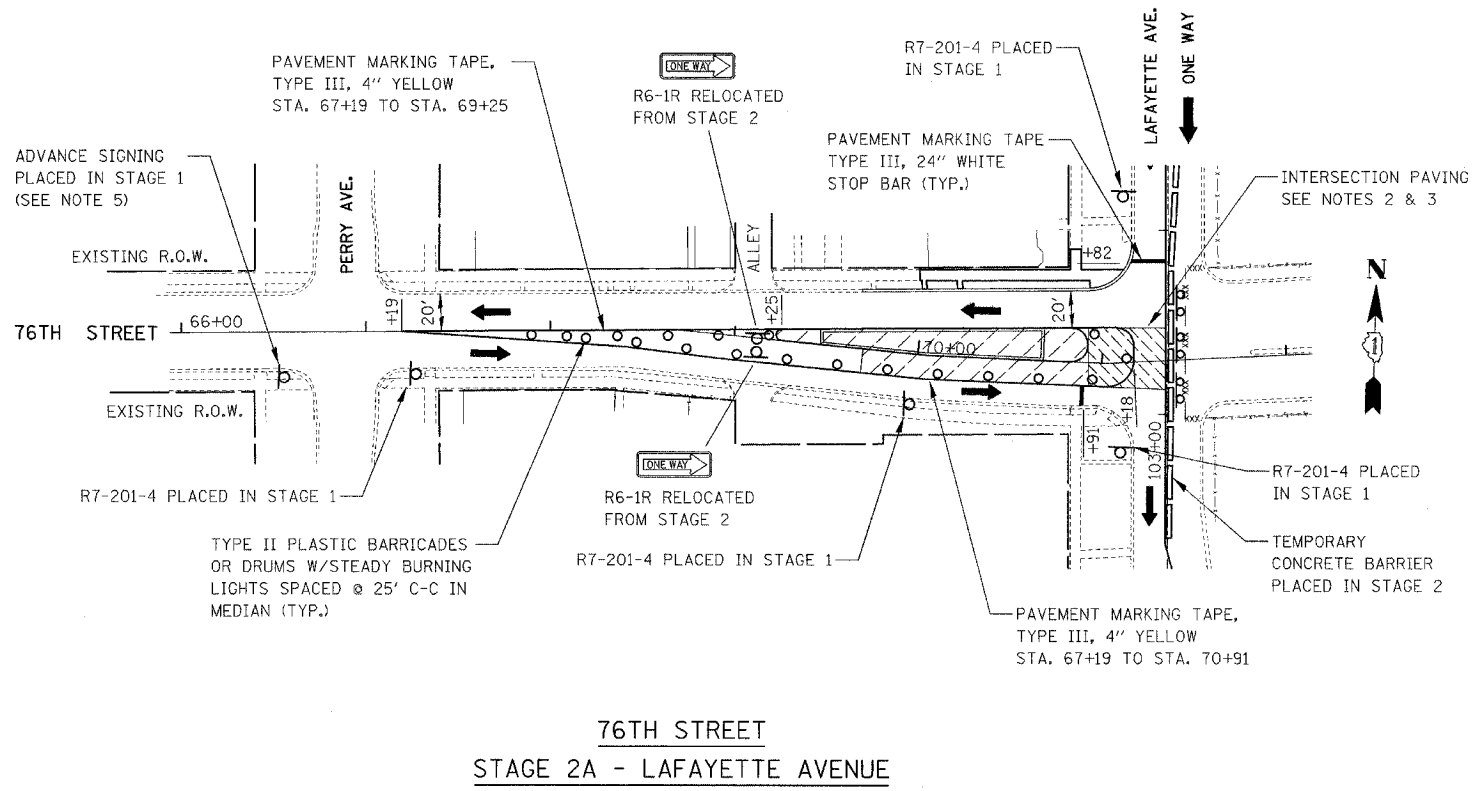 LAFAYETTE AVE.
ONE WAY
R7-201-4 PLACED
IN STAGE 1
PAVEMENT MARKING TAPE,
TYPE III, 4" YELLOW
STA. 67+19 TO STA. 69+25
ONE WAY
R6-1R RELOCATED
FROM STAGE 2
PAVEMENT MARKING TAPE
TYPE III, 24" WHITE
STOP BAR (TYP.)
ADVANCE SIGNING
PLACED IN STAGE 1
(SEE NOTE 5)
INTERSECTION PAVING
SEE NOTES 2 & 3
PERRY AVE.
ALLEY
EXISTING R.O.W.
+82
N
+19
20'
+25
20'
76TH STREET
66+00
70+00
EXISTING R.O.W.
+18
+91
103+00
ONE WAY
R6-1R RELOCATED
FROM STAGE 2
R7-201-4 PLACED IN STAGE 1
R7-201-4 PLACED
IN STAGE 1
TYPE II PLASTIC BARRICADES
OR DRUMS W/STEADY BURNING
LIGHTS SPACED @ 25' C-C IN
MEDIAN (TYP.)
R7-201-4 PLACED IN STAGE 1
TEMPORARY
CONCRETE BARRIER
PLACED IN STAGE 2
PAVEMENT MARKING TAPE,
TYPE III, 4" YELLOW
STA. 67+19 TO STA. 70+91
76TH STREET
STAGE 2A - LAFAYETTE AVENUE